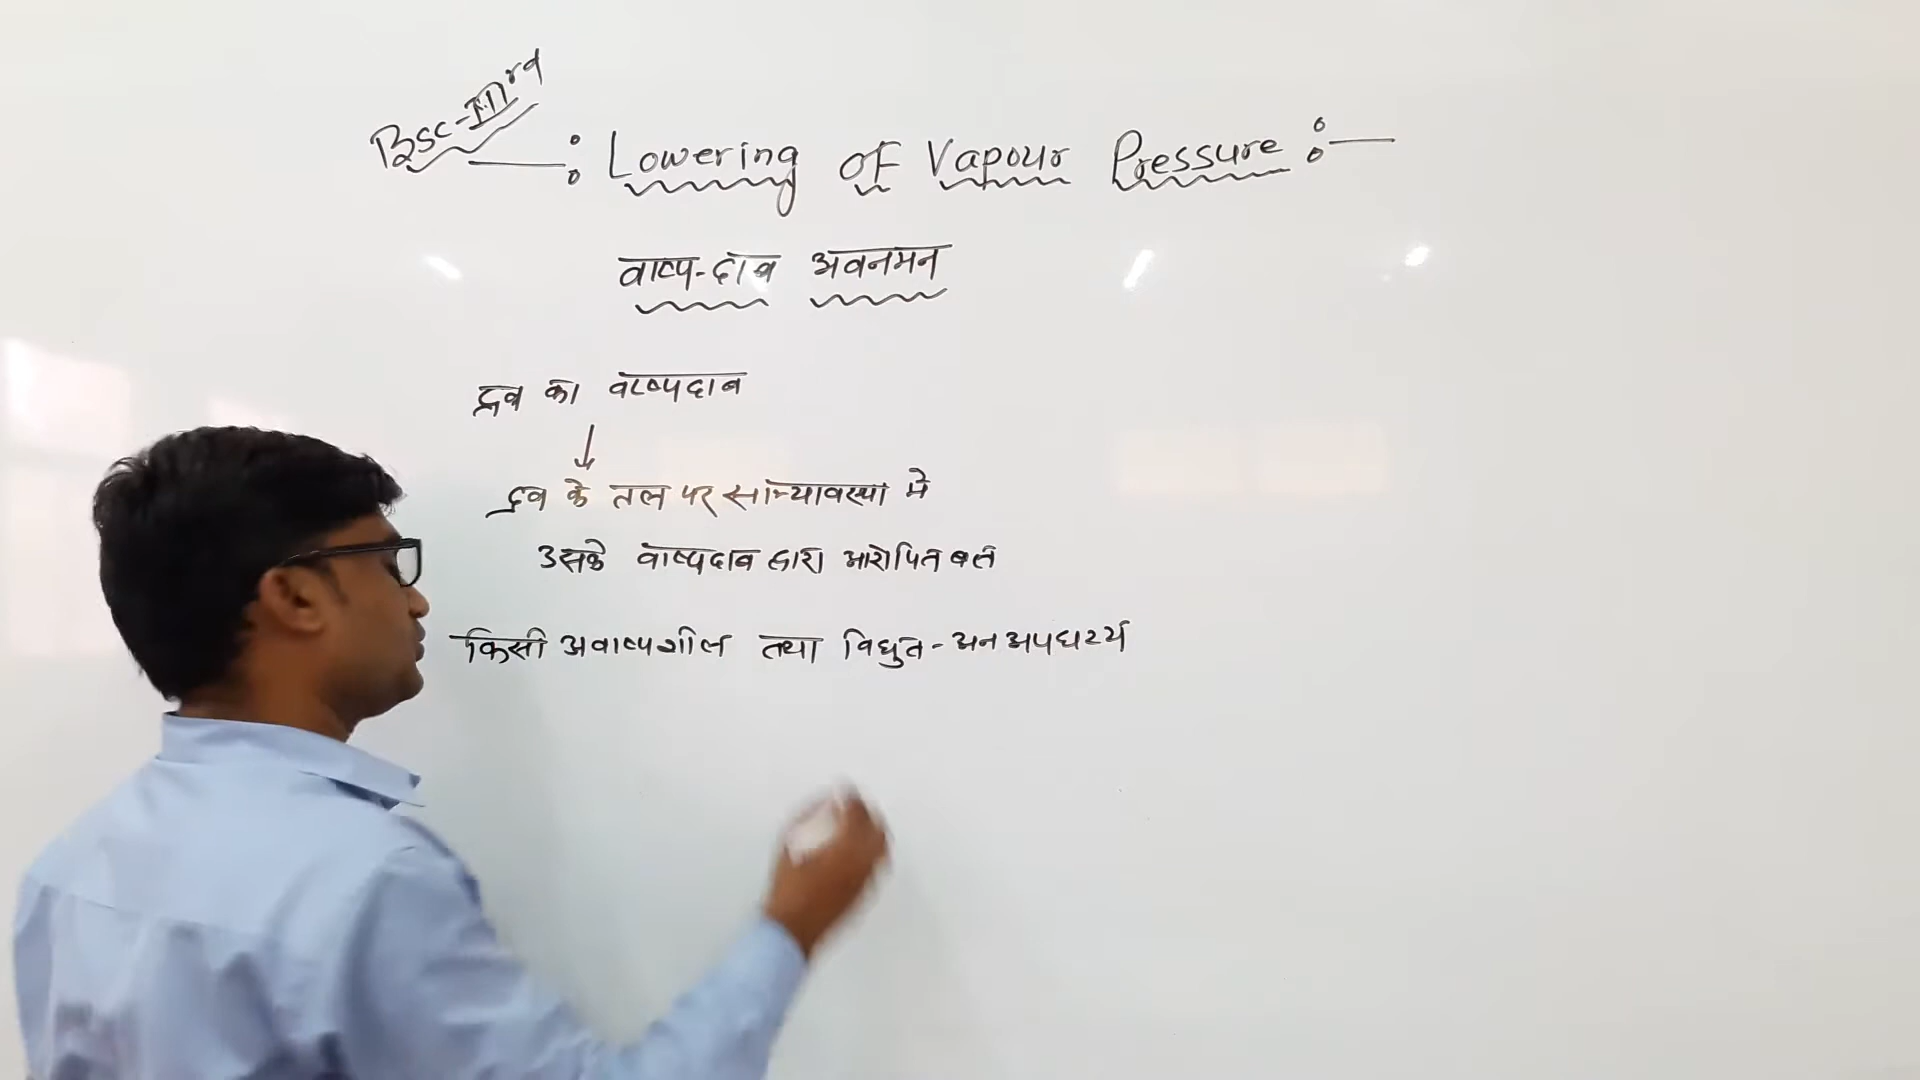 Bsc-IIIrd
Lowering of Vapour Pressure
वाष्प-दाब अवनमन
द्रव का वाष्पदाब
↓
द्रव के तल पर साम्यावस्था मे
उसके वाष्पदाब द्वारा आरोपित बल
किसी अवाष्पशील तथा विधुत-अनअपघट्य